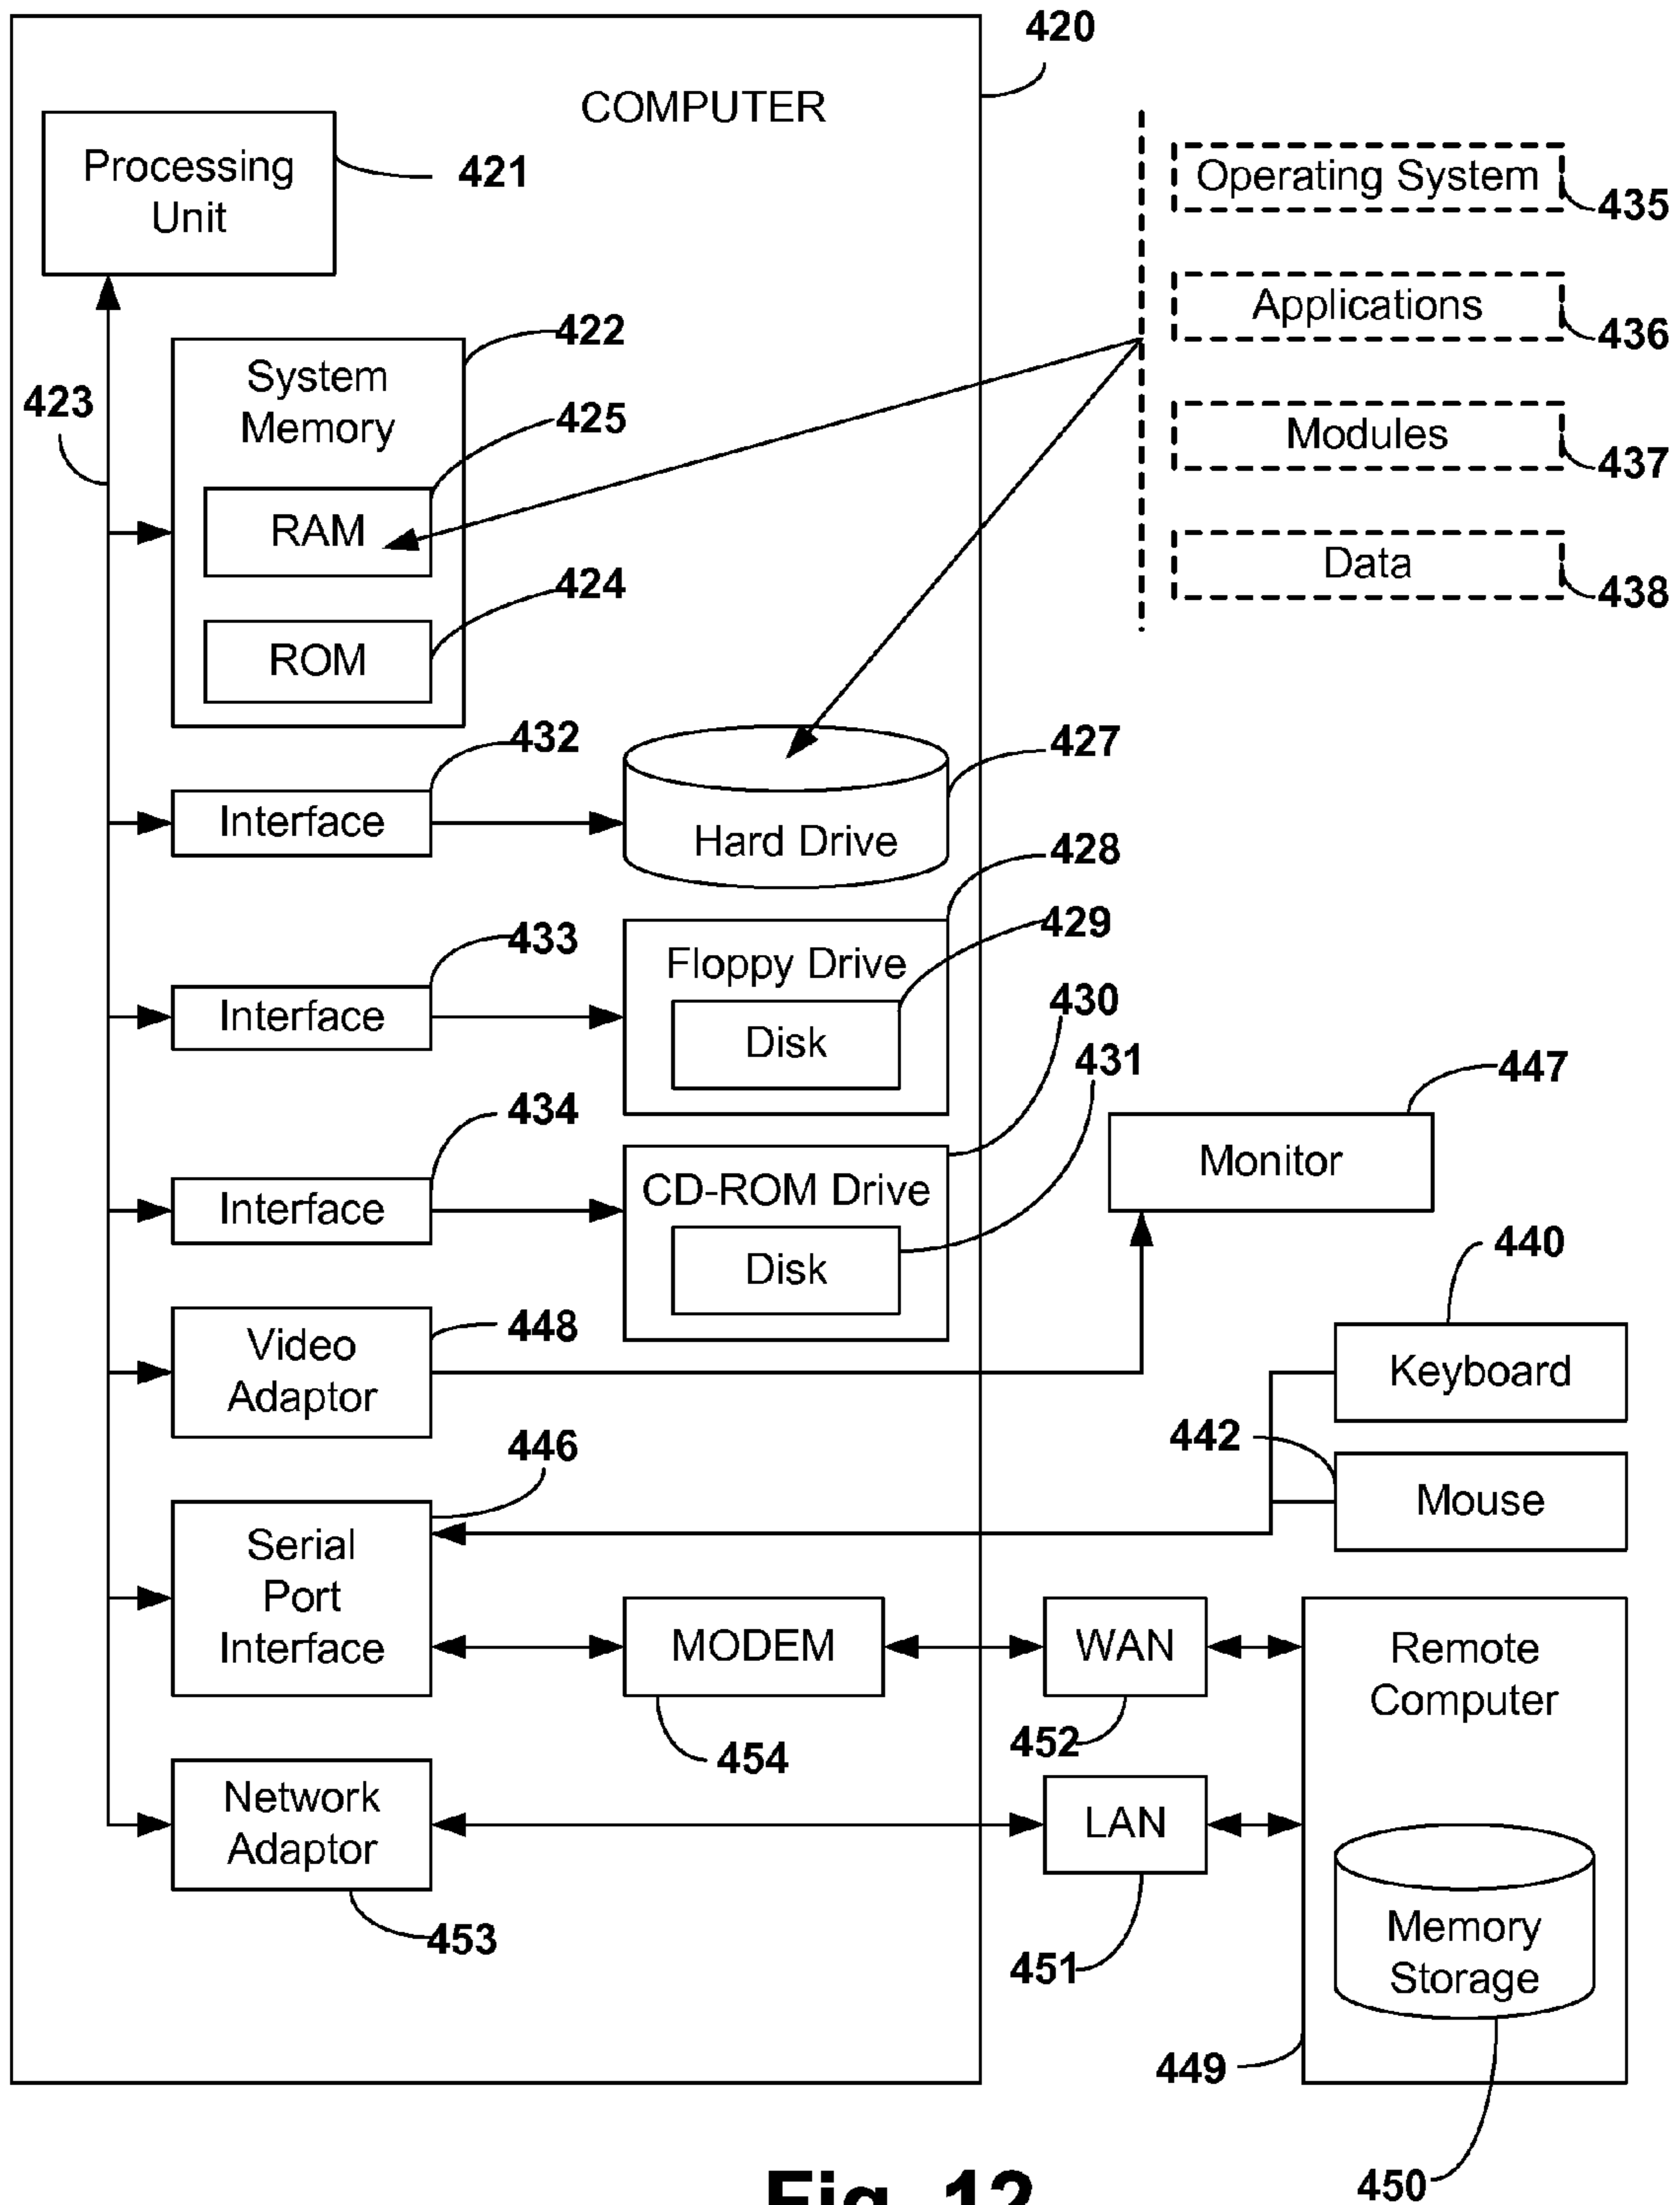 420
COMPUTER
Processing
Unit
421
Operating System
435
Applications
436
Modules
437
Data
438
423
422
System
Memory
425
RAM
424
ROM
432
Interface
427
Hard Drive
428
433
Interface
429
Floppy Drive
Disk
430
431
434
Interface
CD-ROM Drive
Disk
447
Monitor
440
Keyboard
448
Video
Adaptor
442
Mouse
446
Serial
Port
Interface
MODEM
454
WAN
452
Remote
Computer
Network
Adaptor
453
LAN
451
Memory
Storage
449
450
Fig. 12